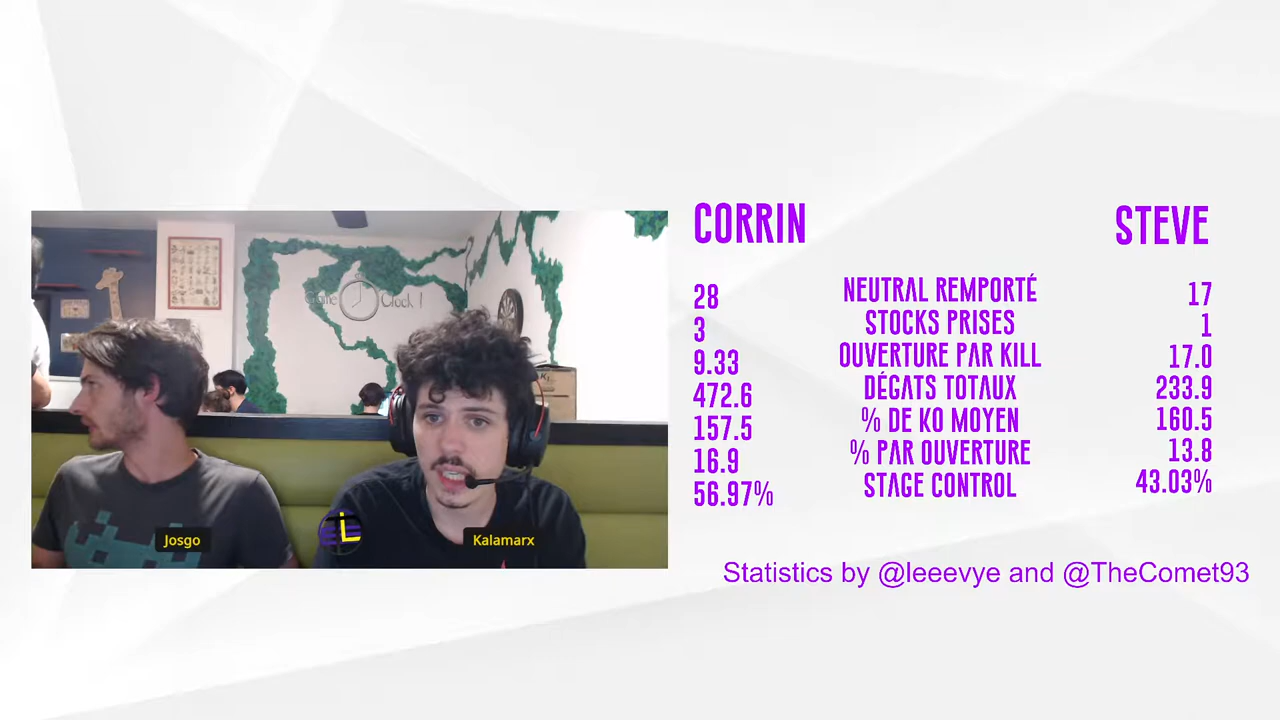 CORRIN
STEVE
28 NEUTRAL REMPORTÉ 17
3 STOCKS PRISES 1
9.33 OUVERTURE PAR KILL 17.0
472.6 DÉGATS TOTAUX 233.9
157.5 % DE KO MOYEN 160.5
16.9 % PAR OUVERTURE 13.8
56.97% STAGE CONTROL 43.03%
Statistics by @leeevye and @TheComet93
Game Clock !
Josgo
Kalamarx